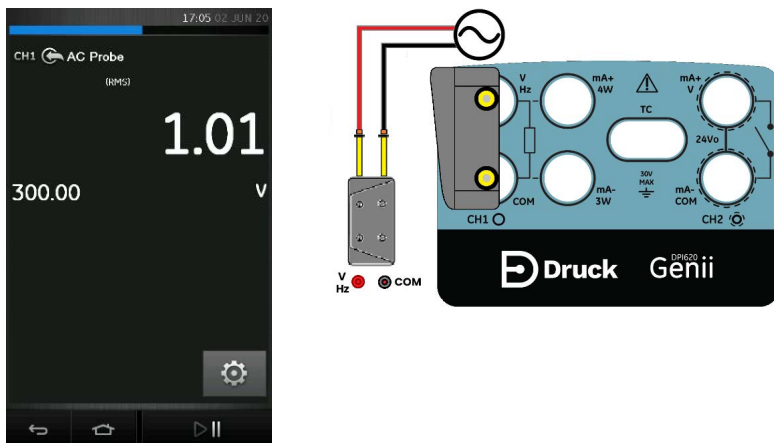 17:05 02 JUN 20
CH1 AC Probe
(RMS)
1.01
300.00 V
V
Hz
COM
V
Hz
mA+
4W
mA+
V
TC
24Vo
30V
MAX
COM
mA-
3W
mA-
COM
CH1
CH2
Druck
DPI620
Genii